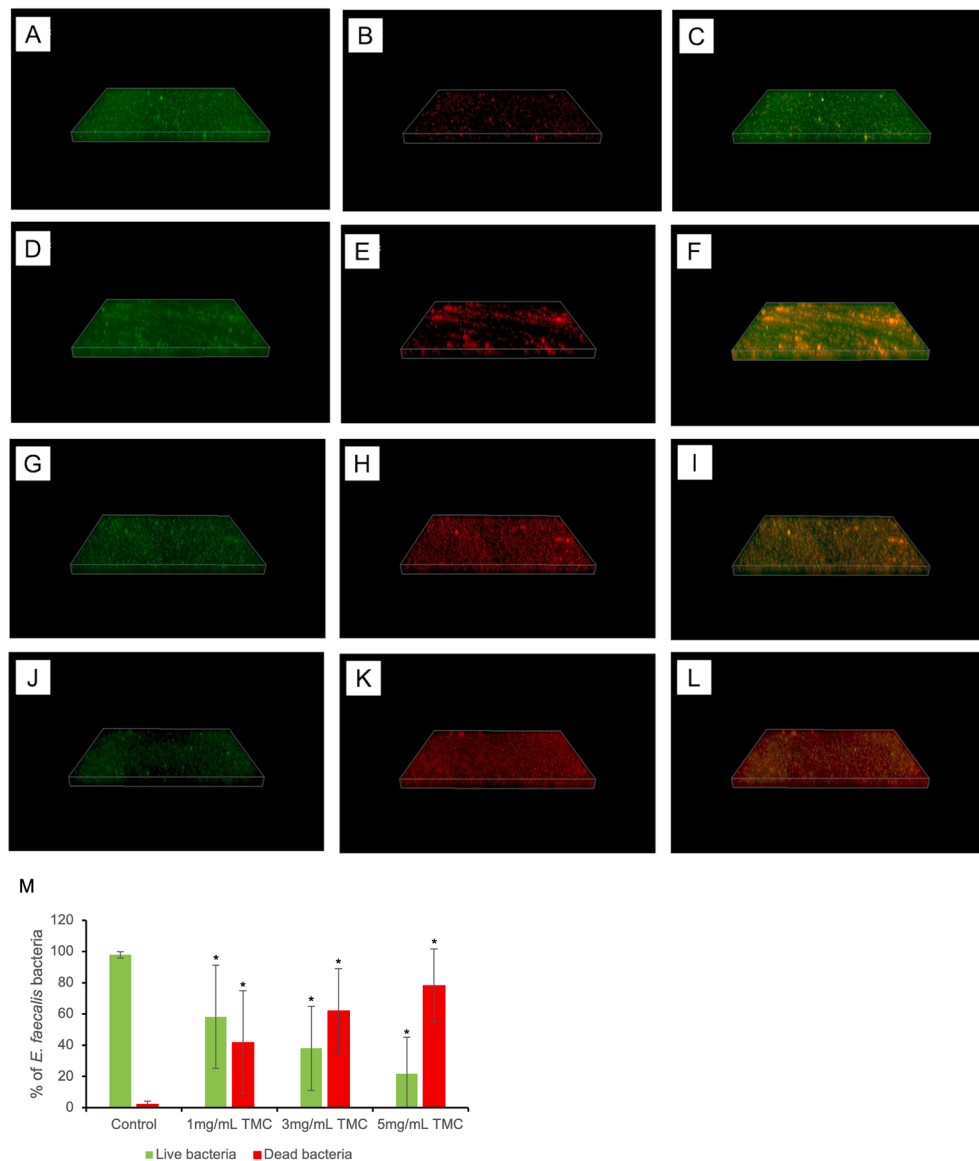 A
B
C
D
E
F
G
H
I
J
K
L
M
% of E. faecalis bacteria
120
100
80
60
40
20
0
*
*
*
*
*
*
Control
1mg/mL TMC
3mg/mL TMC
5mg/mL TMC
Live bacteria
Dead bacteria